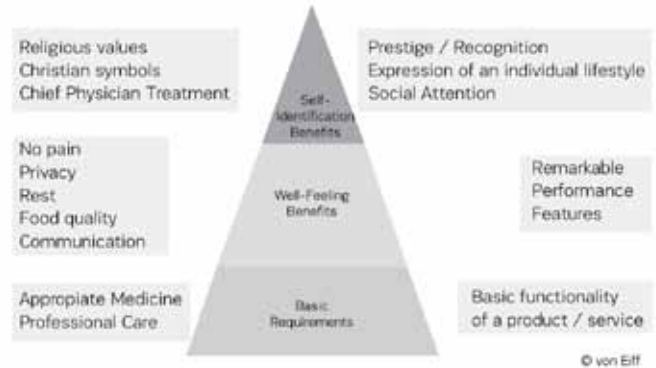 Religious values
Christian symbols
Chief Physician Treatment
Prestige / Recognition
Expression of an individual lifestyle
Social Attention
Self-
Identification
Benefits
No pain
Privacy
Rest
Food quality
Communication
Well-Feeling
Benefits
Remarkable
Performance
Features
Appropiate Medicine
Professional Care
Basic
Requirements
Basic functionality
of a product / service
© von Eiff